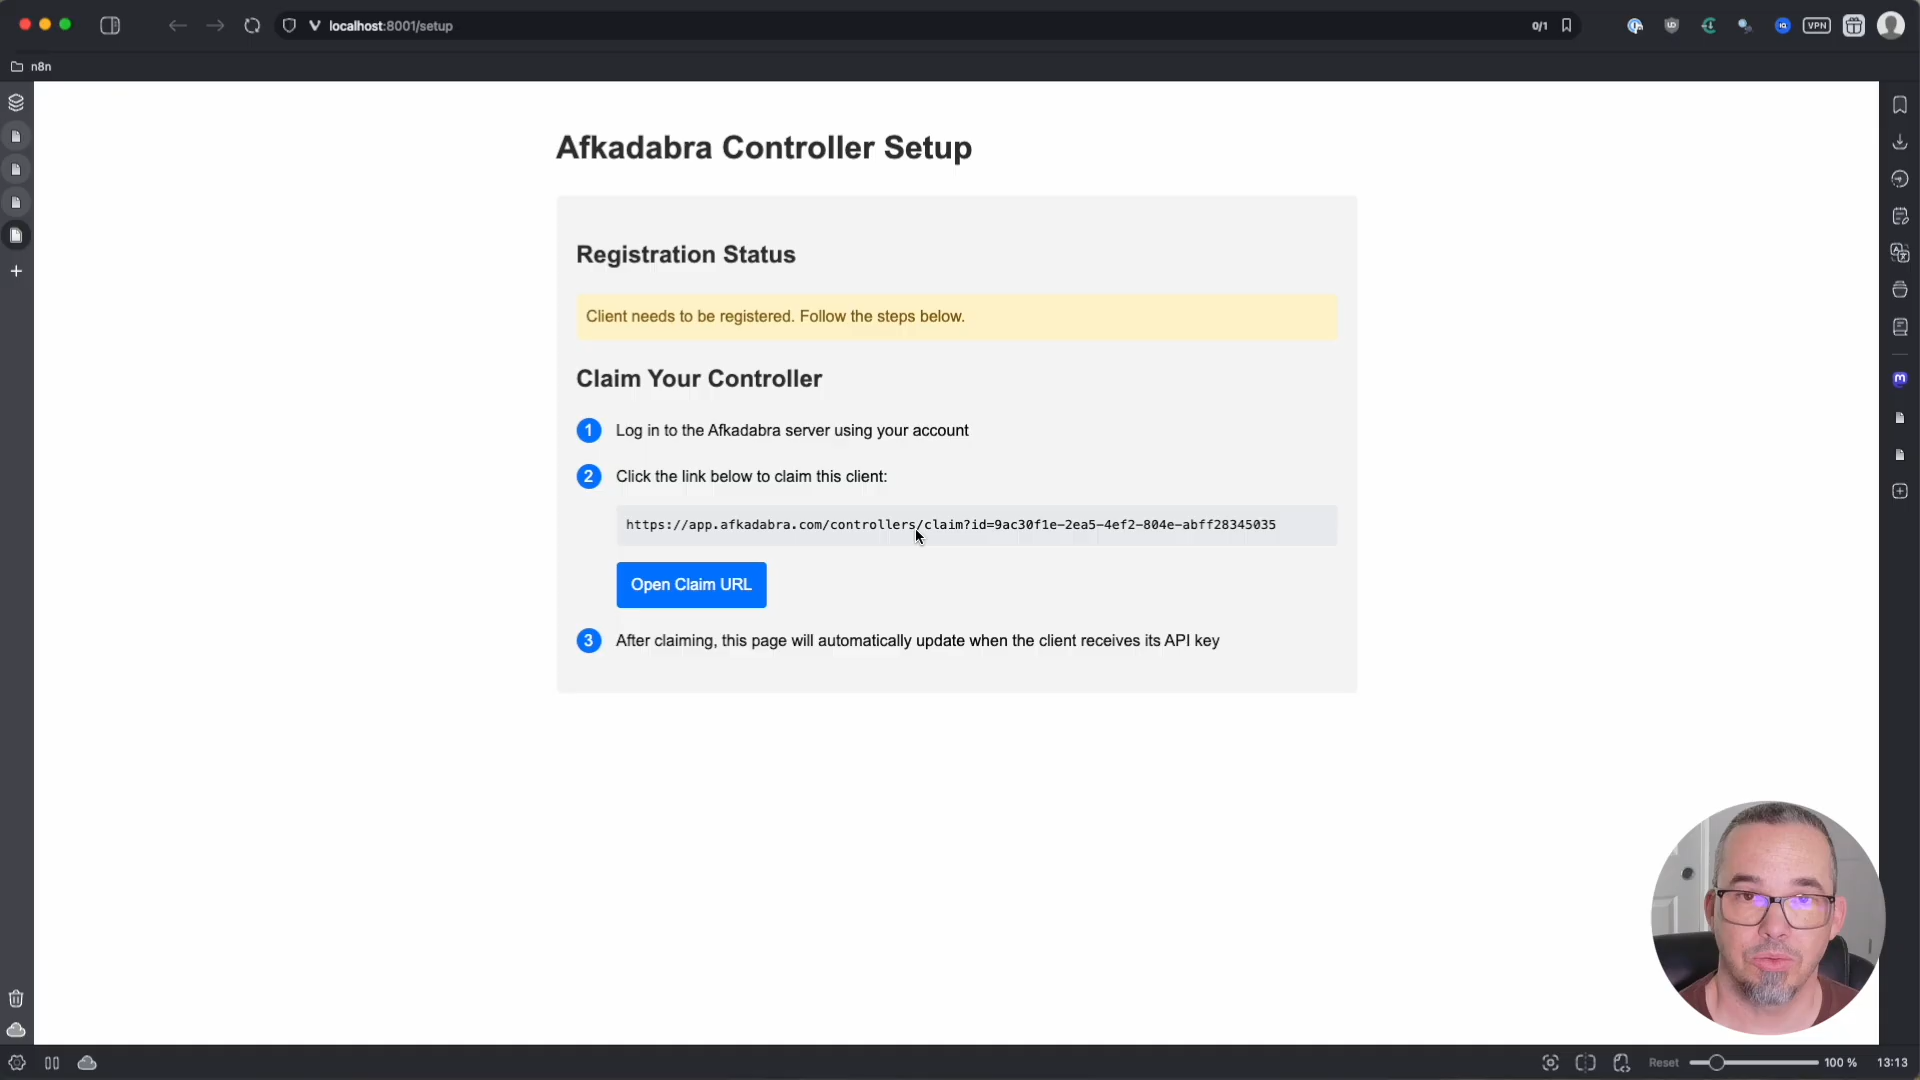 localhost:8001/setup
0/1
VPN
n8n
Afkadabra Controller Setup
Registration Status
Client needs to be registered. Follow the steps below.
Claim Your Controller
1 Log in to the Afkadabra server using your account
2 Click the link below to claim this client:
https://app.afkadabra.com/controllers/claim?id=9ac30f1e-2ea5-4ef2-804e-abff28345035
Open Claim URL
3 After claiming, this page will automatically update when the client receives its API key
Reset 100 % 13:13